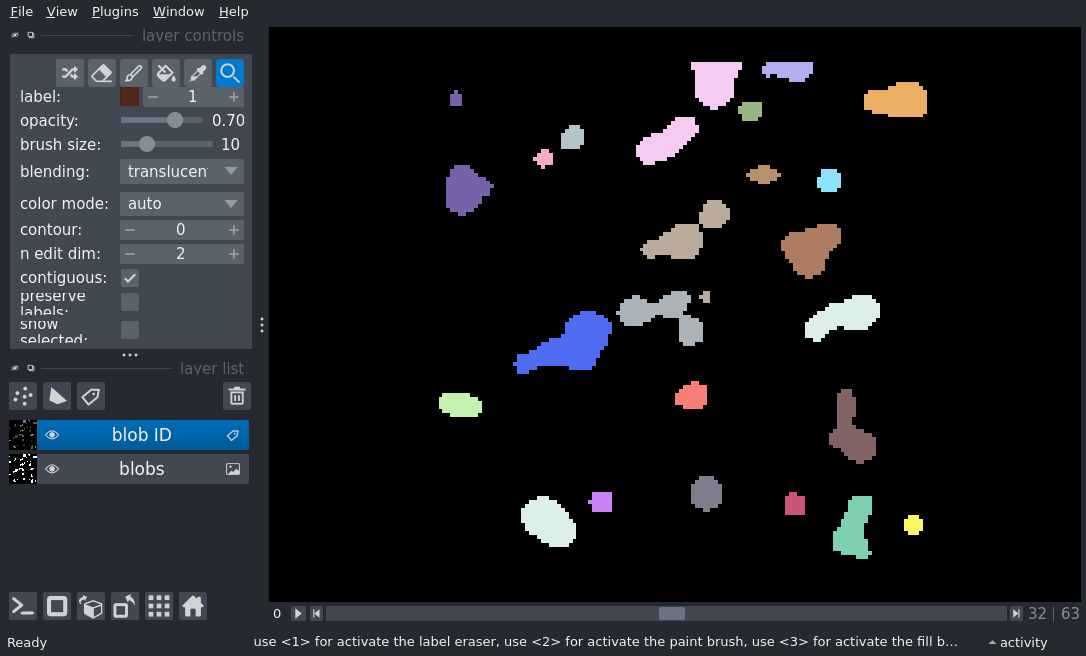 File View Plugins Window Help
layer controls
label: 1
opacity: 0.70
brush size: 10
blending: translucen
color mode: auto
contour: 0
n edit dim: 2
contiguous:
preserve
labels:
show
selected:
layer list
blob ID
blobs
0 32 | 63
Ready use <1> for activate the label eraser, use <2> for activate the paint brush, use <3> for activate the fill b... activity